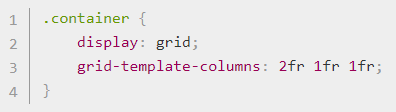 1 .container {
2     display: grid;
3     grid-template-columns: 2fr 1fr 1fr;
4 }